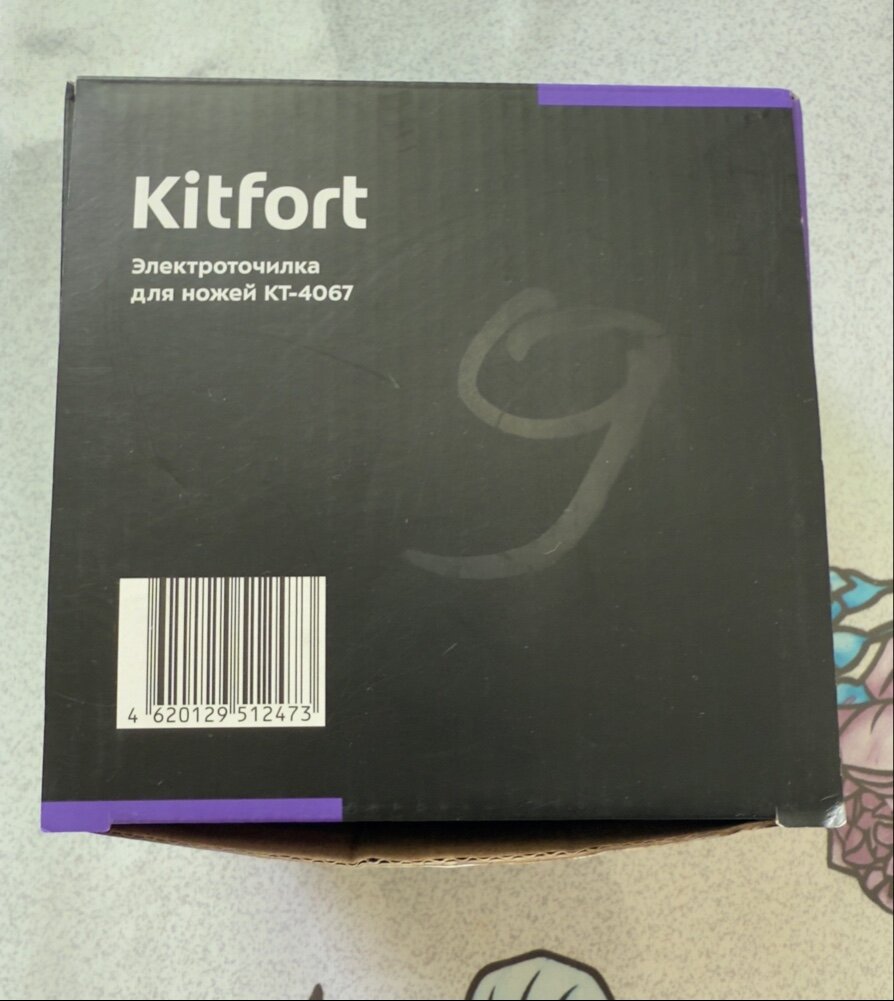 Kitfort
Электроточилка
для ножей КТ-4067
9
4 620129 512473